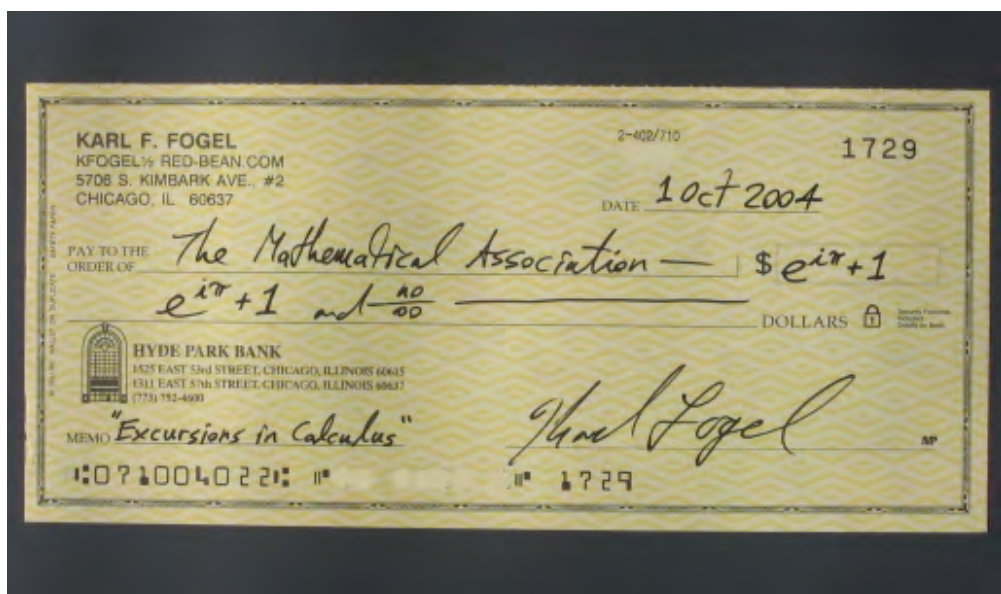 KARL F. FOGEL
2-402/710
1729
KFOGEL½ RED-BEAN.COM
5706 S. KIMBARK AVE., #2
CHICAGO, IL 60637
DATE 1 Oct 2004
PAY TO THE
ORDER OF The Mathematical Association — $ e^{iπ}+1
e^{iπ}+1 and no/00
DOLLARS
HYDE PARK BANK
1525 EAST 53rd STREET, CHICAGO, ILLINOIS 60615
1311 EAST 57th STREET, CHICAGO, ILLINOIS 60637
(773) 752-4600
MEMO "Excursions in Calculus"
Karl Fogel
MP
⑆071004022⑆ ⑈ ⑈ 1729